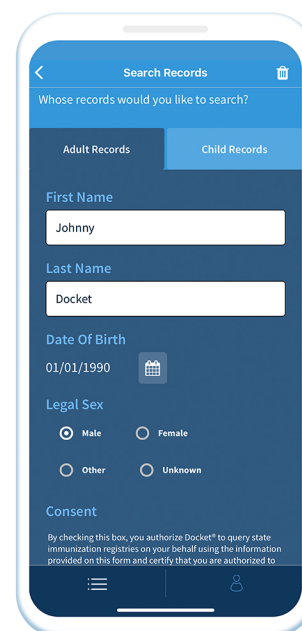 Search Records
Whose records would you like to search?
Adult Records
Child Records
First Name
Johnny
Last Name
Docket
Date Of Birth
01/01/1990
Legal Sex
Male
Female
Other
Unknown
Consent
By checking this box, you authorize Docket® to query state
immunization registries on your behalf using the information
provided on this form and certify that you are authorized to